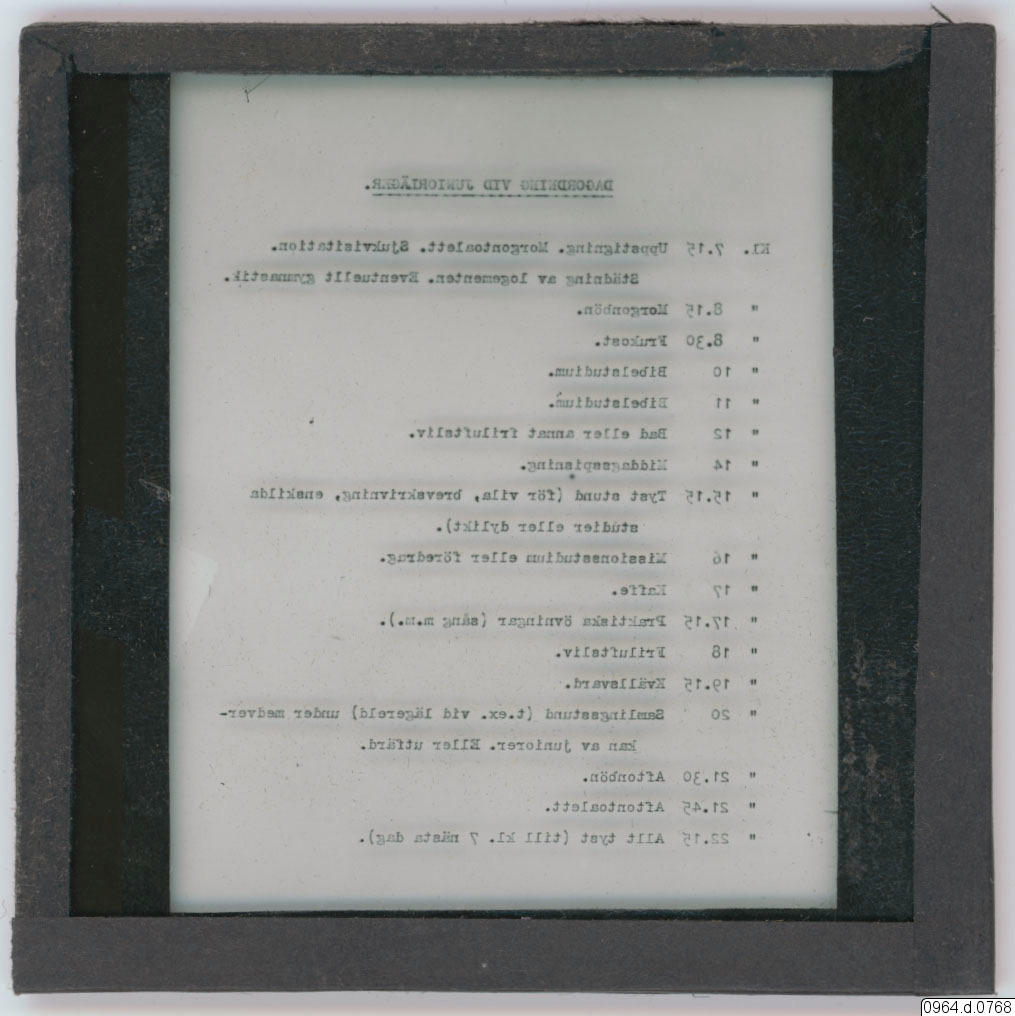 DAGORDNING VID JUNIORLÄGER.
Kl. 7.15 Uppstigning. Morgontoalett. Sjukvisitation.
Städning av logementen. Eventuellt gymnastik.
" 8.15 Morgonbön.
" 8.30 Frukost.
" 10 Bibelstudium.
" 11 Bibelstudium.
" 12 Bad eller annat friluftsliv.
" 14 Middagsspisning.
" 15.15 Tyst stund (för vila, brevskrivning, enskilda
studier eller dylikt).
" 16 Missionsstudium eller föredrag.
" 17 Kaffe.
" 17.15 Praktiska övningar (sång m.m.).
" 18 Friluftsliv.
" 19.15 Kvällsvard.
" 20 Samlingsstund (t.ex. vid lägereld) under medver-
kan av juniorer. Eller utfärd.
" 21.30 Aftonbön.
" 21.45 Aftontoalett.
" 22.15 Allt tyst (till kl. 7 nästa dag).
0964.d.0768